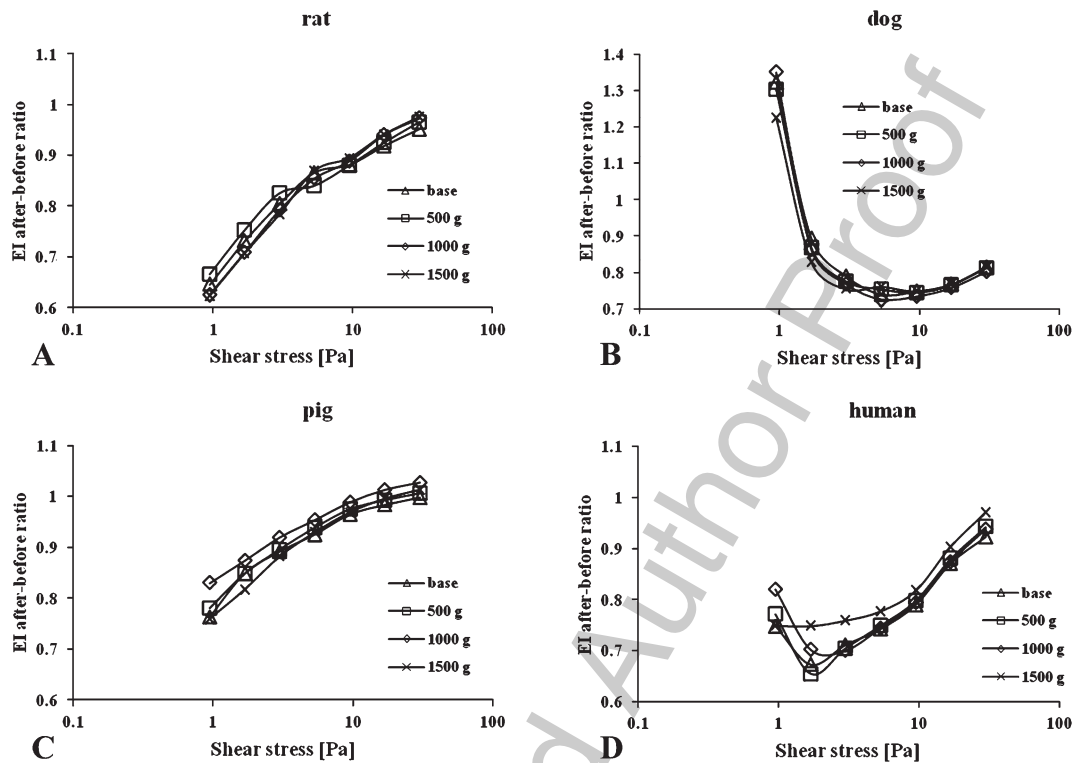 rat
1.1
1
0.9
0.8
0.7
0.6
EI after-before ratio
base
500 g
1000 g
1500 g
0.1 1 10 100
Shear stress [Pa]
A
dog
1.4
1.3
1.2
1.1
1
0.9
0.8
0.7
EI after-before ratio
base
500 g
1000 g
1500 g
0.1 1 10 100
Shear stress [Pa]
B
pig
1.1
1
0.9
0.8
0.7
0.6
EI after-before ratio
base
500 g
1000 g
1500 g
0.1 1 10 100
Shear stress [Pa]
C
human
1.1
1
0.9
0.8
0.7
0.6
EI after-before ratio
base
500 g
1000 g
1500 g
0.1 1 10 100
Shear stress [Pa]
D
d Author Proof